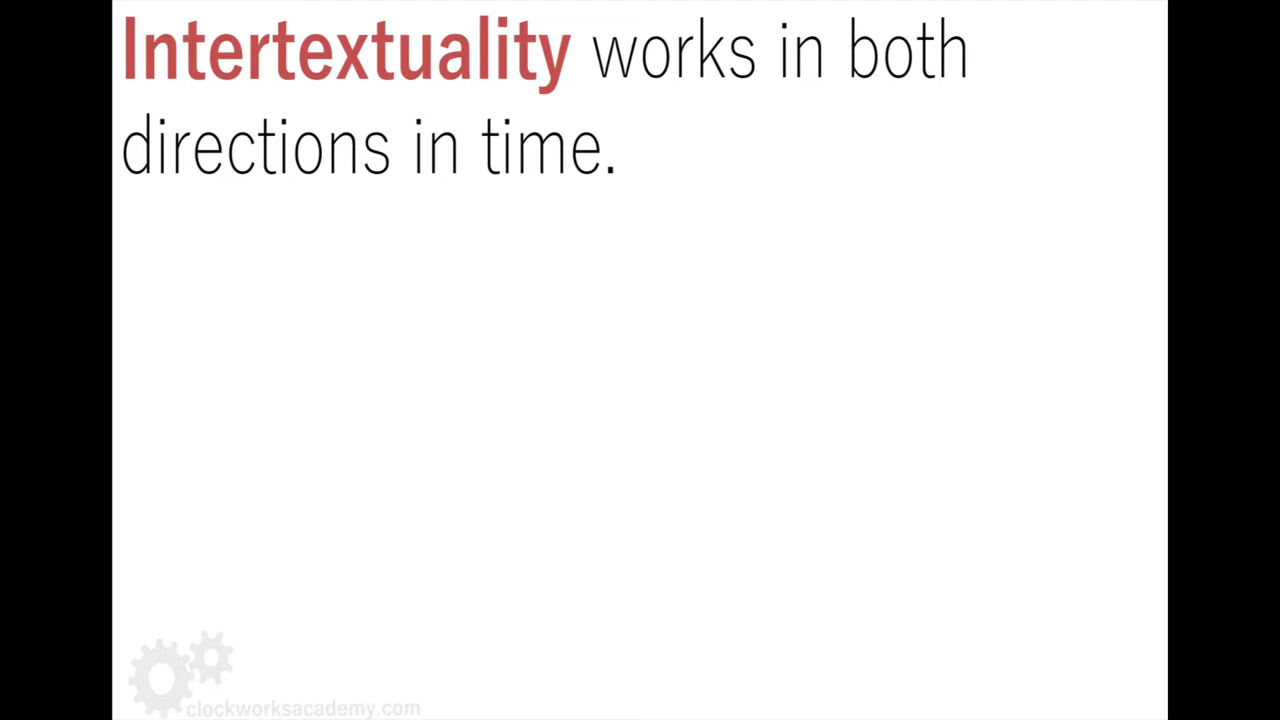 Intertextuality works in both
directions in time.
clockworksacademy.com